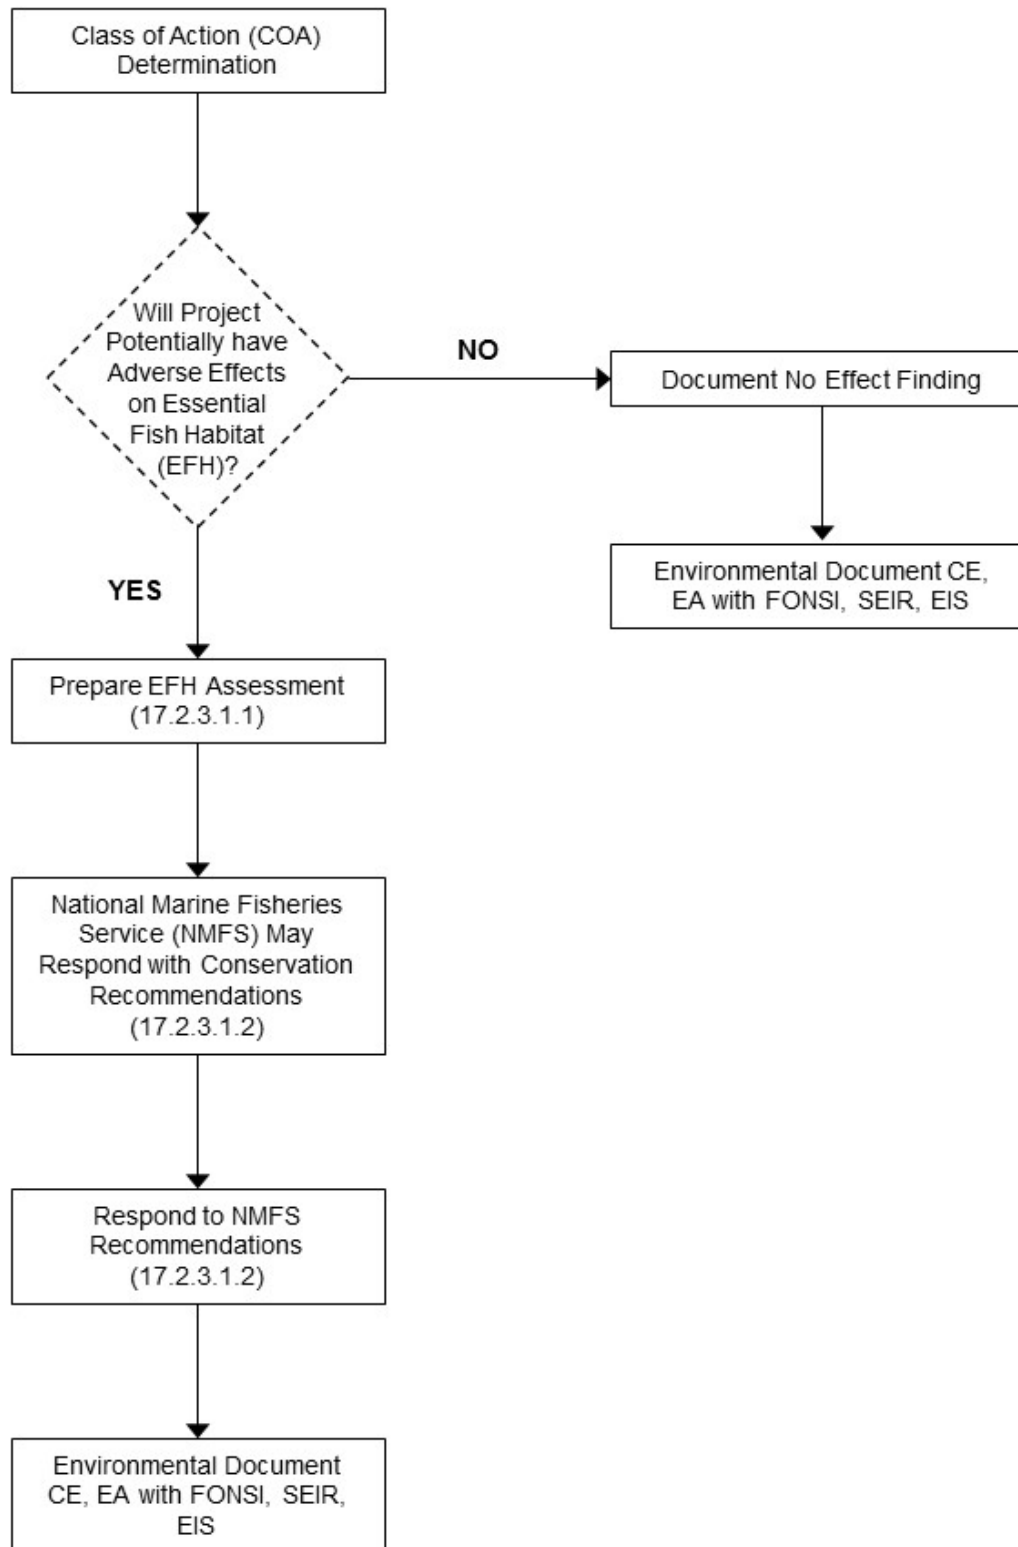 Class of Action (COA)
Determination
Will Project
Potentially have
Adverse Effects
on Essential
Fish Habitat
(EFH)?
NO
Document No Effect Finding
Environmental Document CE,
EA with FONSI, SEIR, EIS
YES
Prepare EFH Assessment
(17.2.3.1.1)
National Marine Fisheries
Service (NMFS) May
Respond with Conservation
Recommendations
(17.2.3.1.2)
Respond to NMFS
Recommendations
(17.2.3.1.2)
Environmental Document
CE, EA with FONSI, SEIR,
EIS